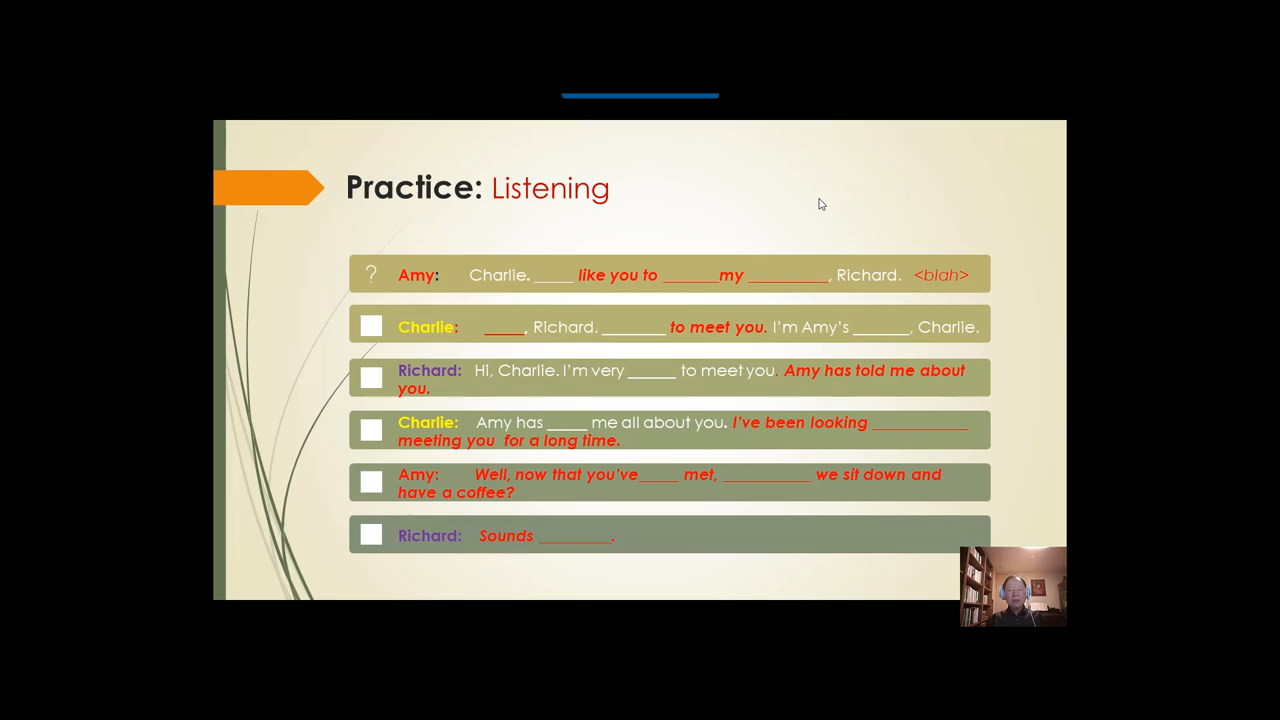 Practice: Listening
? Amy: Charlie. _____ like you to _______my __________, Richard. <blah>
Charlie: _____, Richard. ________ to meet you. I'm Amy's _______, Charlie.
Richard: Hi, Charlie. I'm very ______ to meet you. Amy has told me about
you.
Charlie: Amy has _____ me all about you. I've been looking ____________
meeting you for a long time.
Amy: Well, now that you've_____ met, ___________ we sit down and
have a coffee?
Richard: Sounds _________.